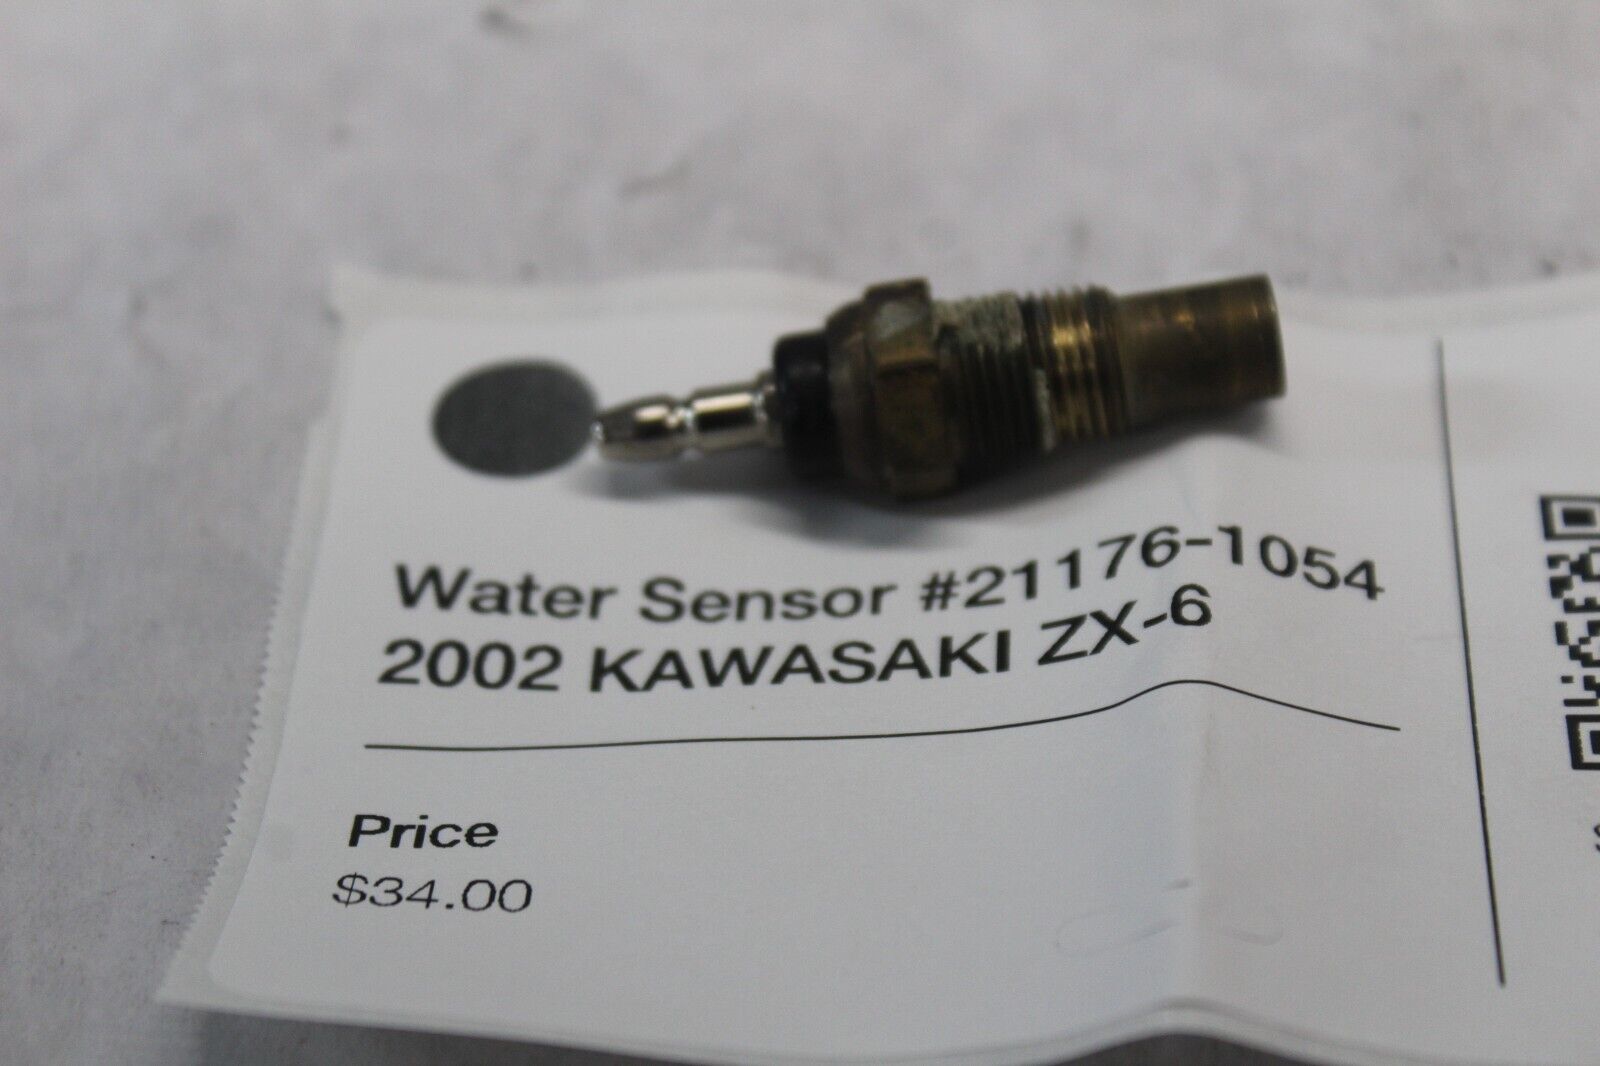 Water Sensor #21176-1054
2002 KAWASAKI ZX-6
Price
$34.00